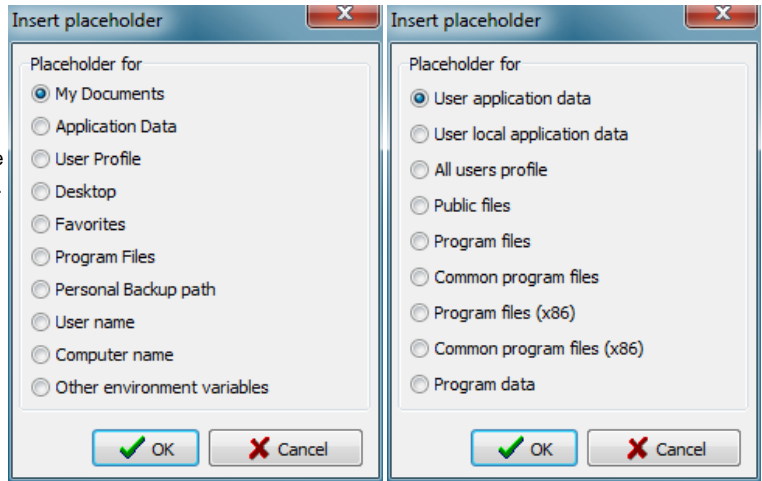 Insert placeholder
Placeholder for
My Documents
Application Data
User Profile
Desktop
Favorites
Program Files
Personal Backup path
User name
Computer name
Other environment variables
OK
Cancel
Insert placeholder
Placeholder for
User application data
User local application data
All users profile
Public files
Program files
Common program files
Program files (x86)
Common program files (x86)
Program data
OK
Cancel